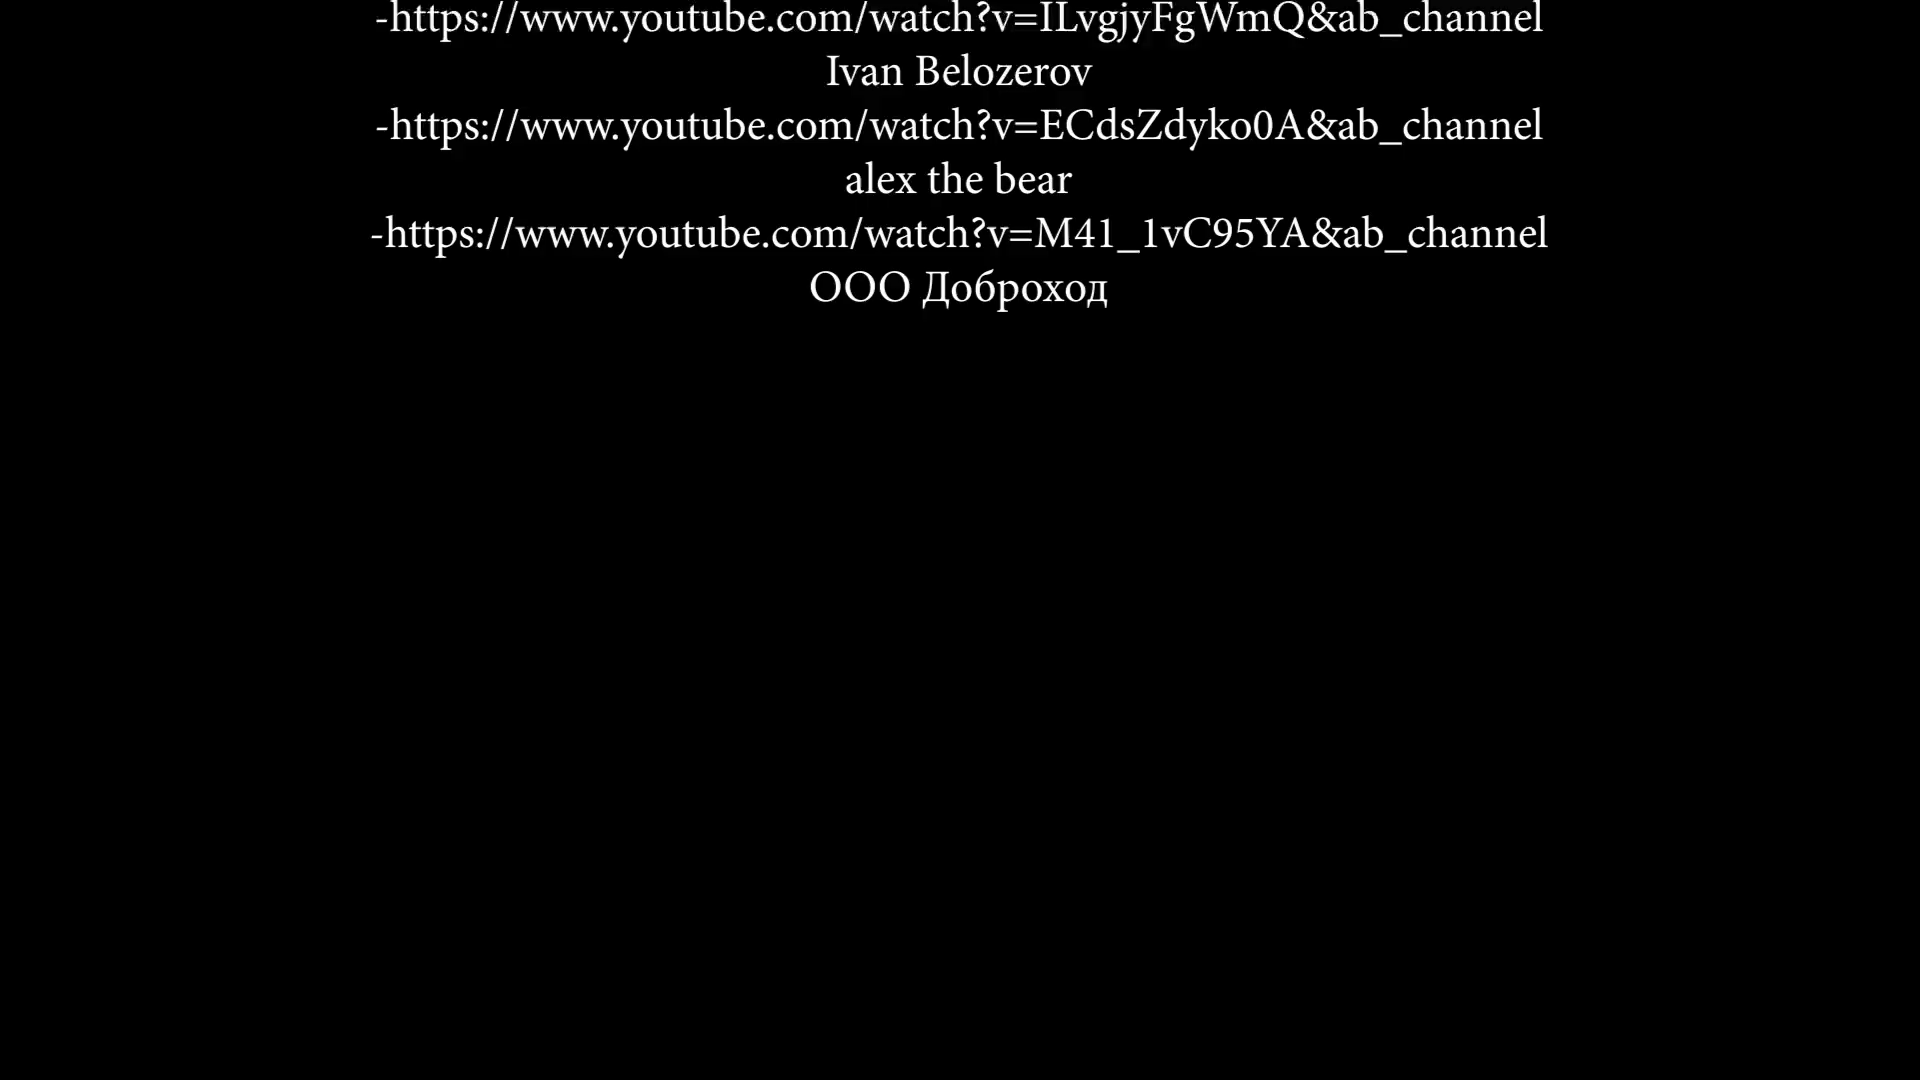 -https://www.youtube.com/watch?v=ILvgjyFgWmQ&ab_channel
Ivan Belozerov
-https://www.youtube.com/watch?v=ECdsZdyko0A&ab_channel
alex the bear
-https://www.youtube.com/watch?v=M41_1vC95YA&ab_channel
ООО Доброход